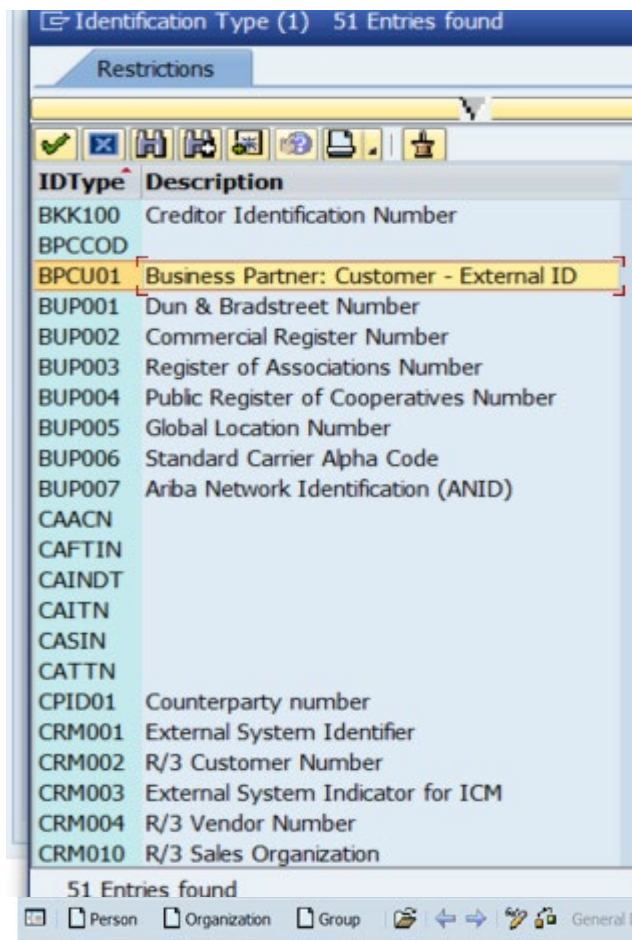 Identification Type (1) 51 Entries found
Restrictions
IDType Description
BKK100 Creditor Identification Number
BPCCOD
BPCU01 Business Partner: Customer - External ID
BUP001 Dun & Bradstreet Number
BUP002 Commercial Register Number
BUP003 Register of Associations Number
BUP004 Public Register of Cooperatives Number
BUP005 Global Location Number
BUP006 Standard Carrier Alpha Code
BUP007 Ariba Network Identification (ANID)
CAACN
CAFTIN
CAINDT
CAITN
CASIN
CATTN
CPID01 Counterparty number
CRM001 External System Identifier
CRM002 R/3 Customer Number
CRM003 External System Indicator for ICM
CRM004 R/3 Vendor Number
CRM010 R/3 Sales Organization
51 Entries found
Person Organization Group General